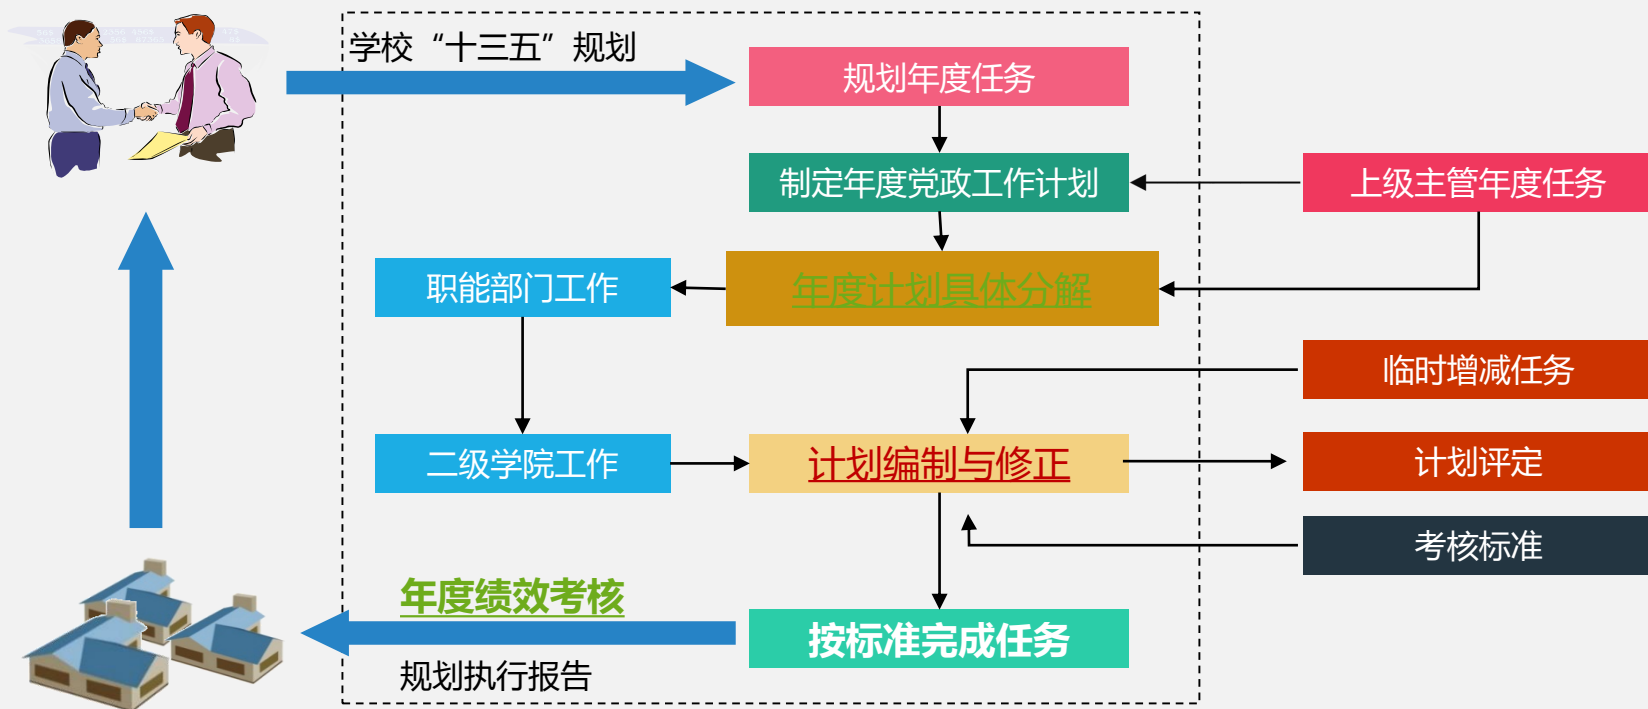 学校“十三五”规划
规划年度任务
制定年度党政工作计划
上级主管年度任务
职能部门工作
年度计划具体分解
临时增减任务
二级学院工作
计划编制与修正
计划评定
考核标准
年度绩效考核
按标准完成任务
规划执行报告